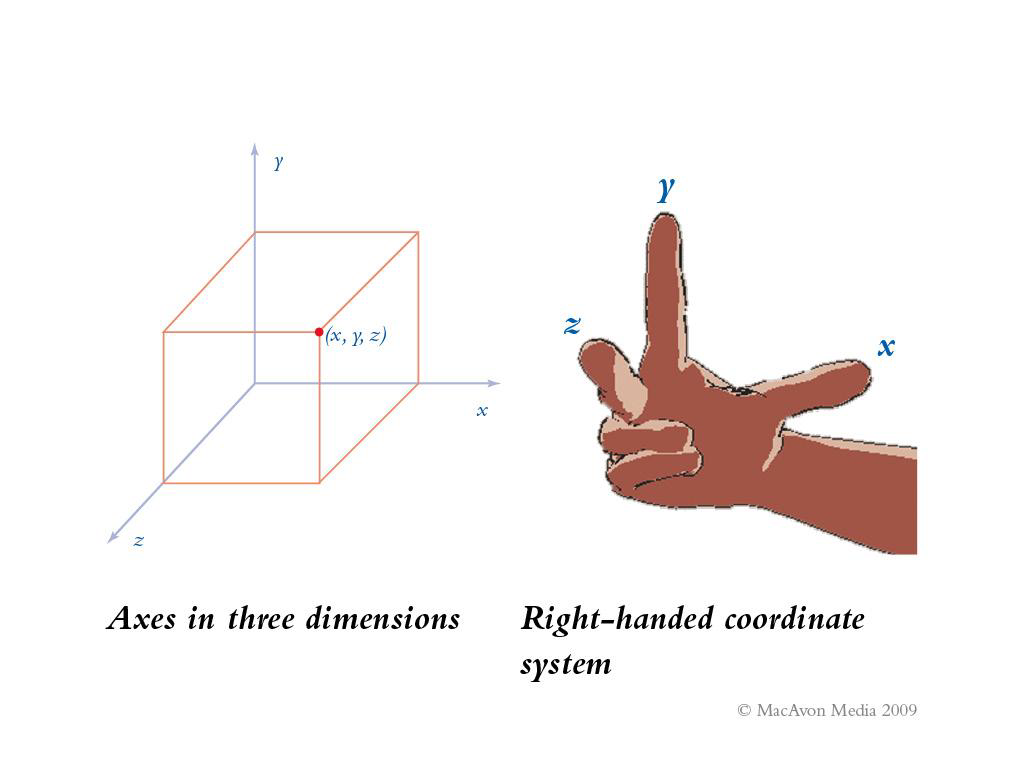 y
(x, y, z)
x
z
y
z
x
Axes in three dimensions
Right-handed coordinate
system
© MacAvon Media 2009